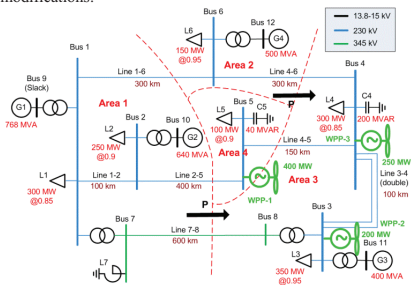 modifications.
Bus 6
Bus 12
L6
G4
150 MW
@0.95
500 MVA
13.8-15 kV
230 kV
345 kV
Bus 1
Area 2
Line 1-6
300 km
Line 4-6
300 km
Bus 4
P
Bus 9
(Slack)
G1
768 MVA
Area 1
Bus 5
C5
L5
100 MW
@0.9
40 MVAR
L4
C4
300 MW
@0.85
200 MVAR
WPP-3
250 MW
Bus 10
Bus 2
L2
G2
250 MW
@0.9
640 MVA
Area 4
Line 4-5
150 km
400 MW
WPP-1
Area 3
L1
300 MW
@0.85
Line 1-2
100 km
Line 2-5
400 km
Line 3-4
(double)
100 km
P
Bus 7
Line 7-8
600 km
Bus 8
Bus 3
WPP-2
200 MW
Bus 11
L7
L3
G3
350 MW
@0.95
400 MVA